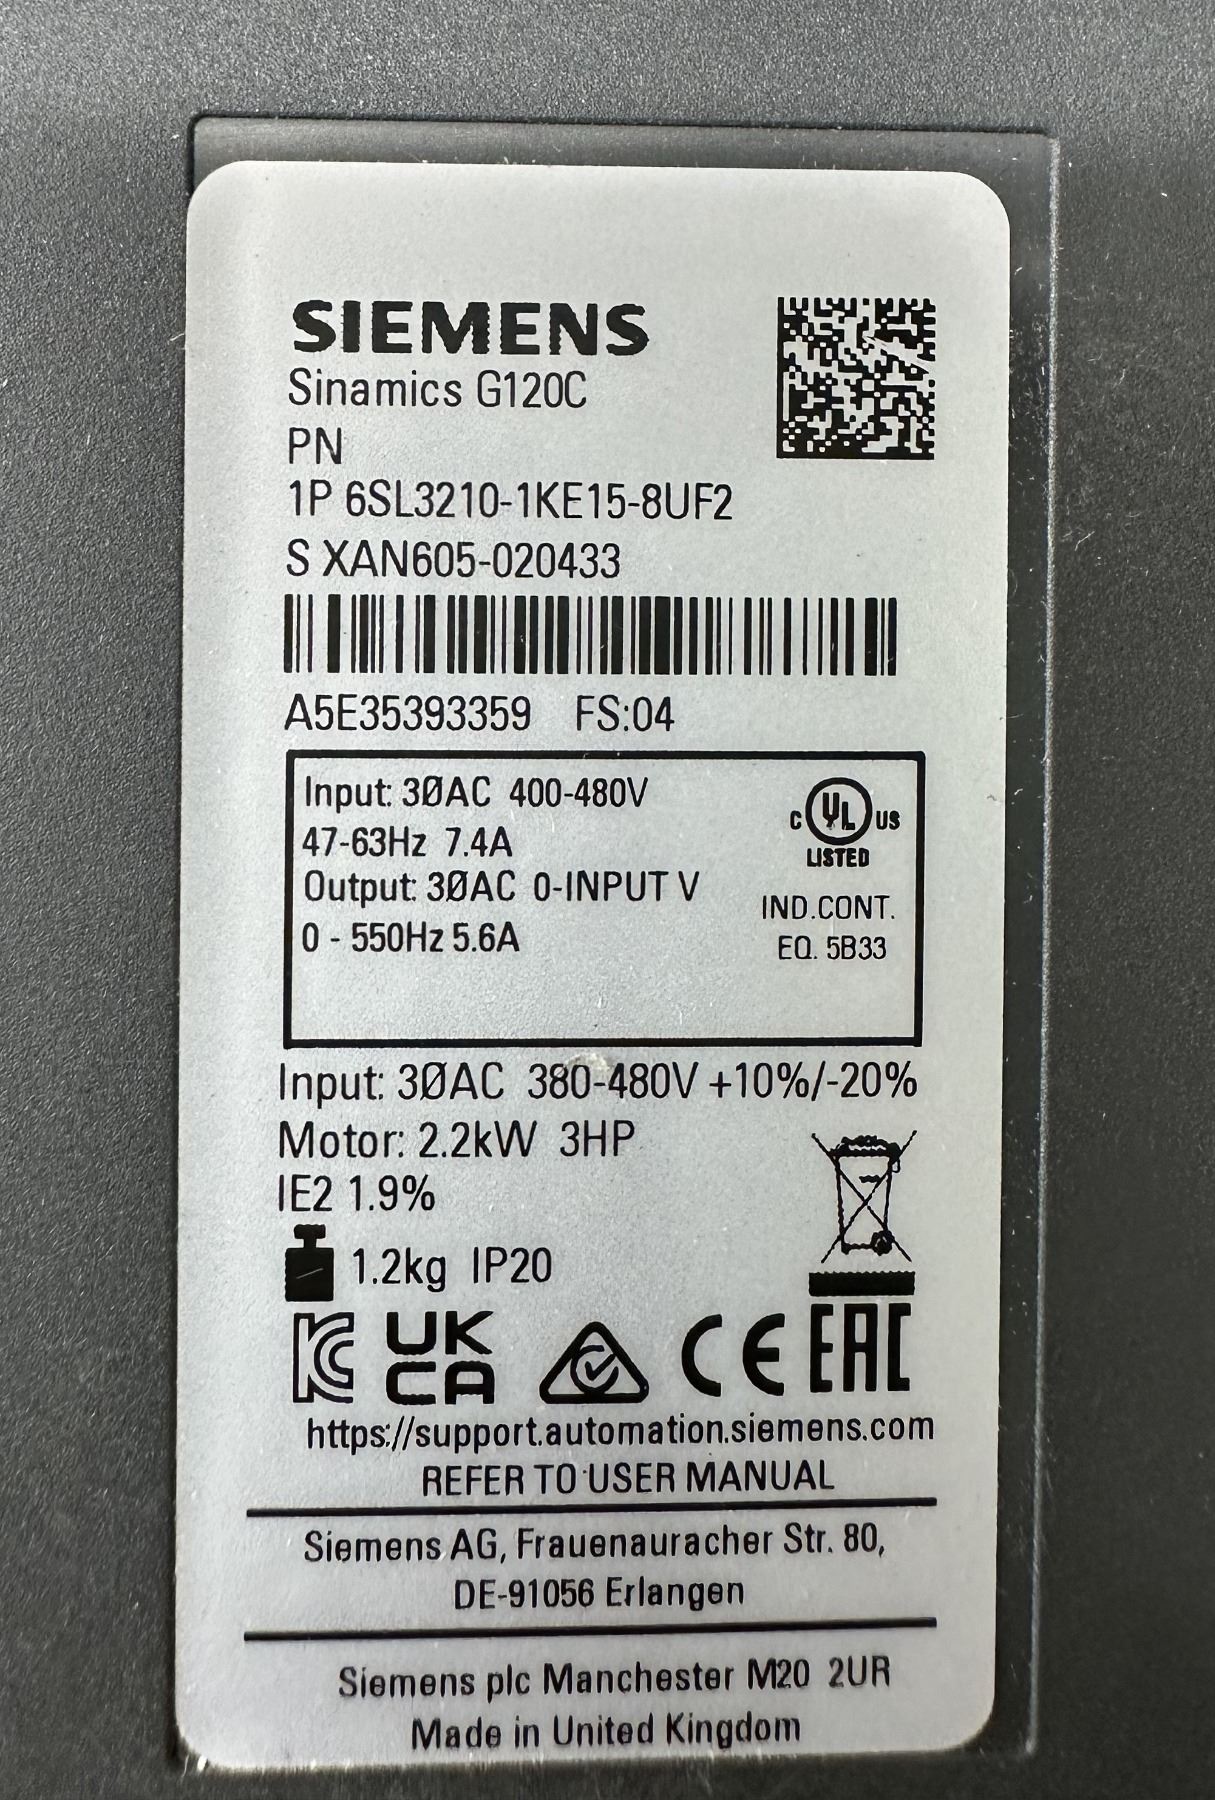 SIEMENS
Sinamics G120C
PN
1P 6SL3210-1KE15-8UF2
S XAN605-020433
A5E35393359 FS:04
Input: 3ØAC 400-480V
47-63Hz 7.4A
Output: 3ØAC 0-INPUT V
0 - 550Hz 5.6A
C UL US
LISTED
IND.CONT.
EQ. 5B33
Input: 3ØAC 380-480V +10%/-20%
Motor: 2.2kW 3HP
IE2 1.9%
1.2kg IP20
KC UK CA CE EAC
https://support.automation.siemens.com
REFER TO USER MANUAL
Siemens AG, Frauenauracher Str. 80,
DE-91056 Erlangen
Siemens plc Manchester M20 2UR
Made in United Kingdom